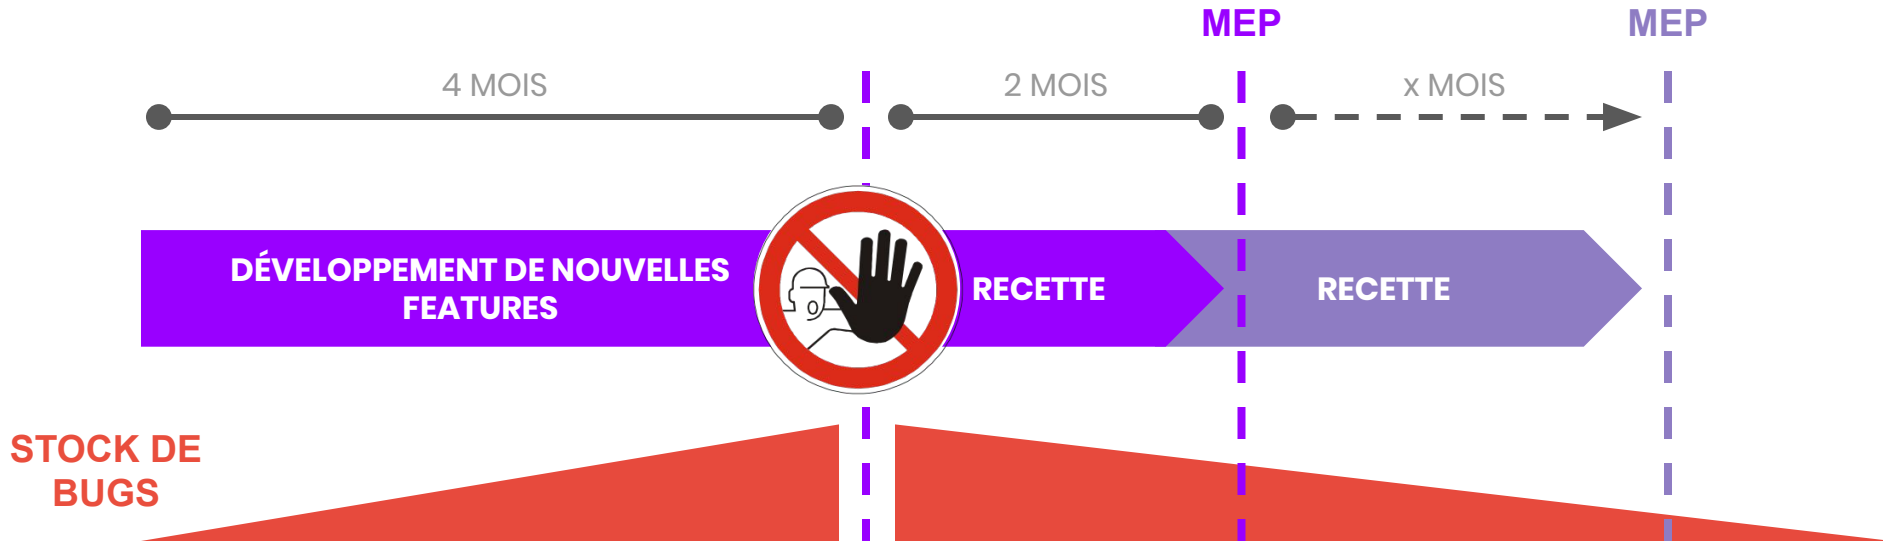 MEP
MEP
4 MOIS
2 MOIS
x MOIS
DÉVELOPPEMENT DE NOUVELLES
FEATURES
RECETTE
RECETTE
STOCK DE
BUGS